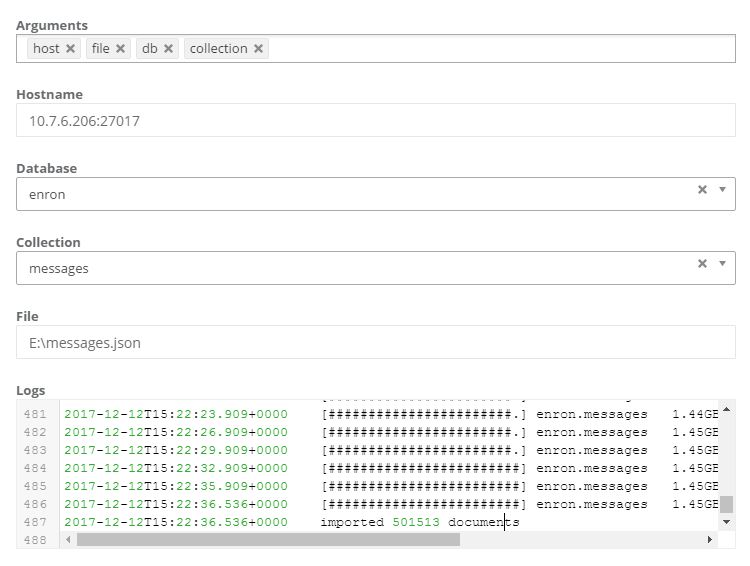 Arguments
host × file × db × collection ×
Hostname
10.7.6.206:27017
Database
enron
Collection
messages
File
E:\messages.json
Logs
481 2017-12-12T15:22:23.909+0000 [#######################.] enron.messages 1.44GB
482 2017-12-12T15:22:26.909+0000 [#######################.] enron.messages 1.45GB
483 2017-12-12T15:22:29.909+0000 [#######################.] enron.messages 1.45GB
484 2017-12-12T15:22:32.909+0000 [########################] enron.messages 1.45GB
485 2017-12-12T15:22:35.909+0000 [########################] enron.messages 1.45GB
486 2017-12-12T15:22:36.536+0000 [########################] enron.messages 1.45GB
487 2017-12-12T15:22:36.536+0000 imported 501513 documents
488